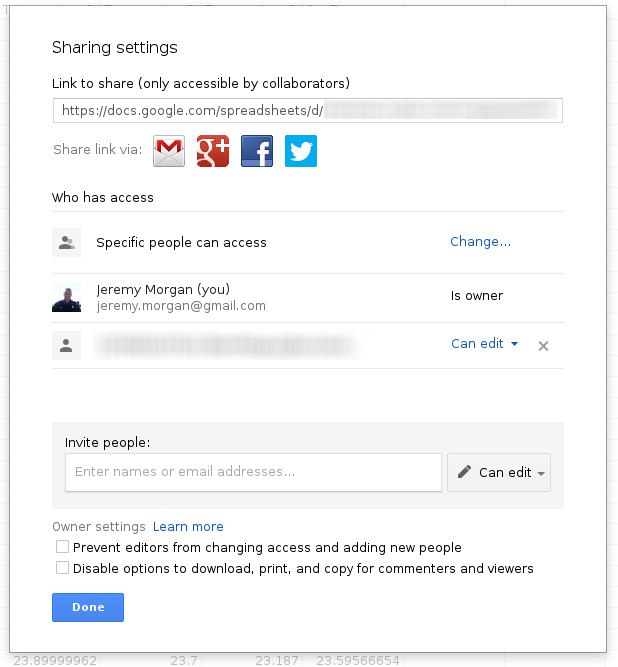 Sharing settings
Link to share (only accessible by collaborators)
https://docs.google.com/spreadsheets/d/
Share link via:
Who has access
Specific people can access Change...
Jeremy Morgan (you) Is owner
jeremy.morgan@gmail.com
Can edit
Invite people:
Enter names or email addresses...
Can edit
Owner settings Learn more
Prevent editors from changing access and adding new people
Disable options to download, print, and copy for commenters and viewers
Done
23.89999962 23.7 23.187 23.59566654